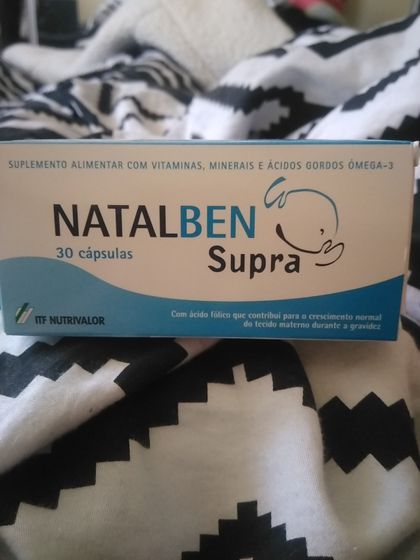 SUPLEMENTO ALIMENTAR COM VITAMINAS, MINERAIS E ÁCIDOS GORDOS ÓMEGA-3
NATALBEN
Supra
30 cápsulas
ITF NUTRIVALOR
Com ácido fólico que contribui para o crescimento normal
do tecido materno durante a gravidez